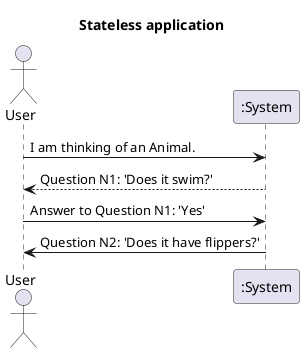 Stateless application
User
:System
I am thinking of an Animal.
Question N1: 'Does it swim?'
Answer to Question N1: 'Yes'
Question N2: 'Does it have flippers?'
User
:System